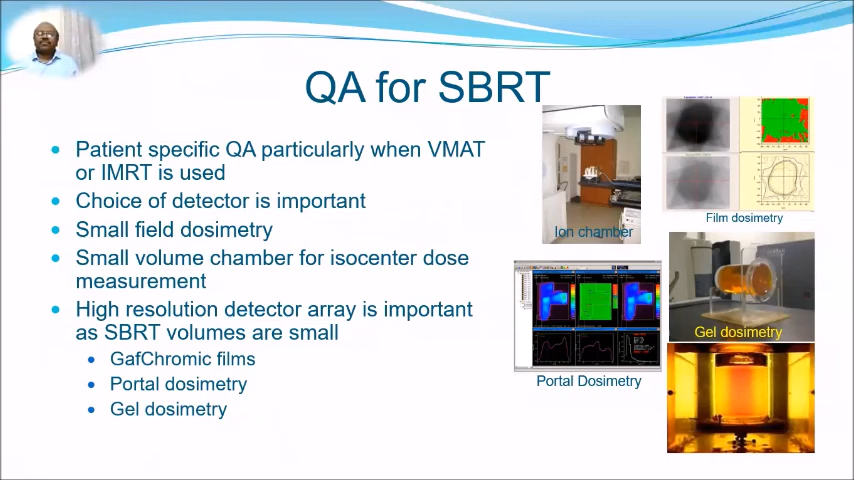 QA for SBRT
Patient specific QA particularly when VMAT
or IMRT is used
Choice of detector is important
Small field dosimetry
Small volume chamber for isocenter dose
measurement
High resolution detector array is important
as SBRT volumes are small
GafChromic films
Portal dosimetry
Gel dosimetry
Ion chamber
Film dosimetry
Portal Dosimetry
Gel dosimetry